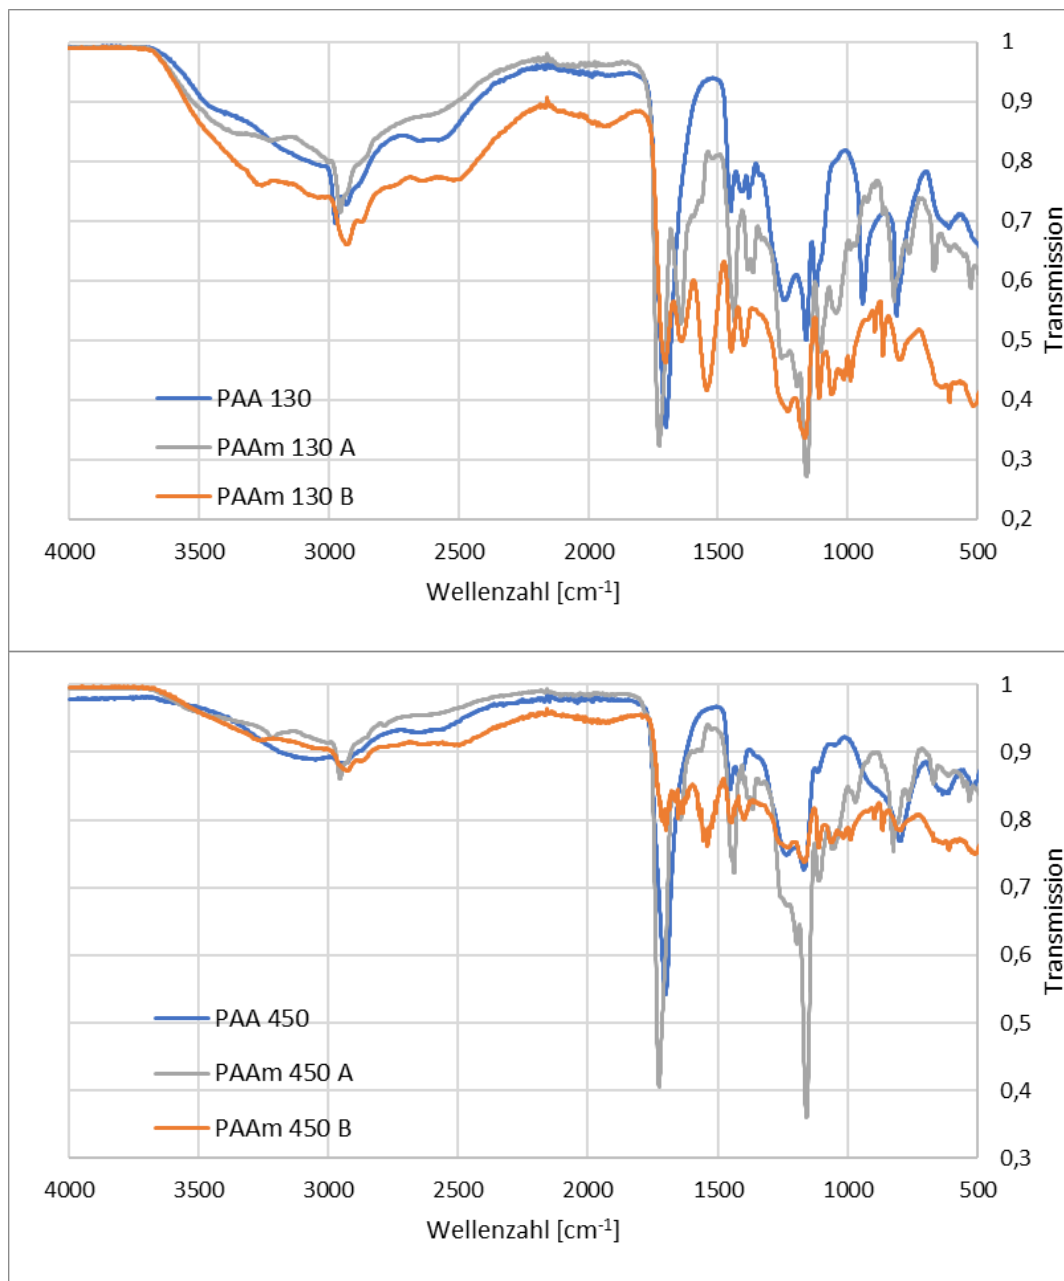 1
0,9
0,8
0,7
0,6
0,5
0,4
0,3
0,2
Transmission
PAA 130
PAAm 130 A
PAAm 130 B
4000 3500 3000 2500 2000 1500 1000 500
Wellenzahl [cm⁻¹]
1
0,9
0,8
0,7
0,6
0,5
0,4
0,3
Transmission
PAA 450
PAAm 450 A
PAAm 450 B
4000 3500 3000 2500 2000 1500 1000 500
Wellenzahl [cm⁻¹]